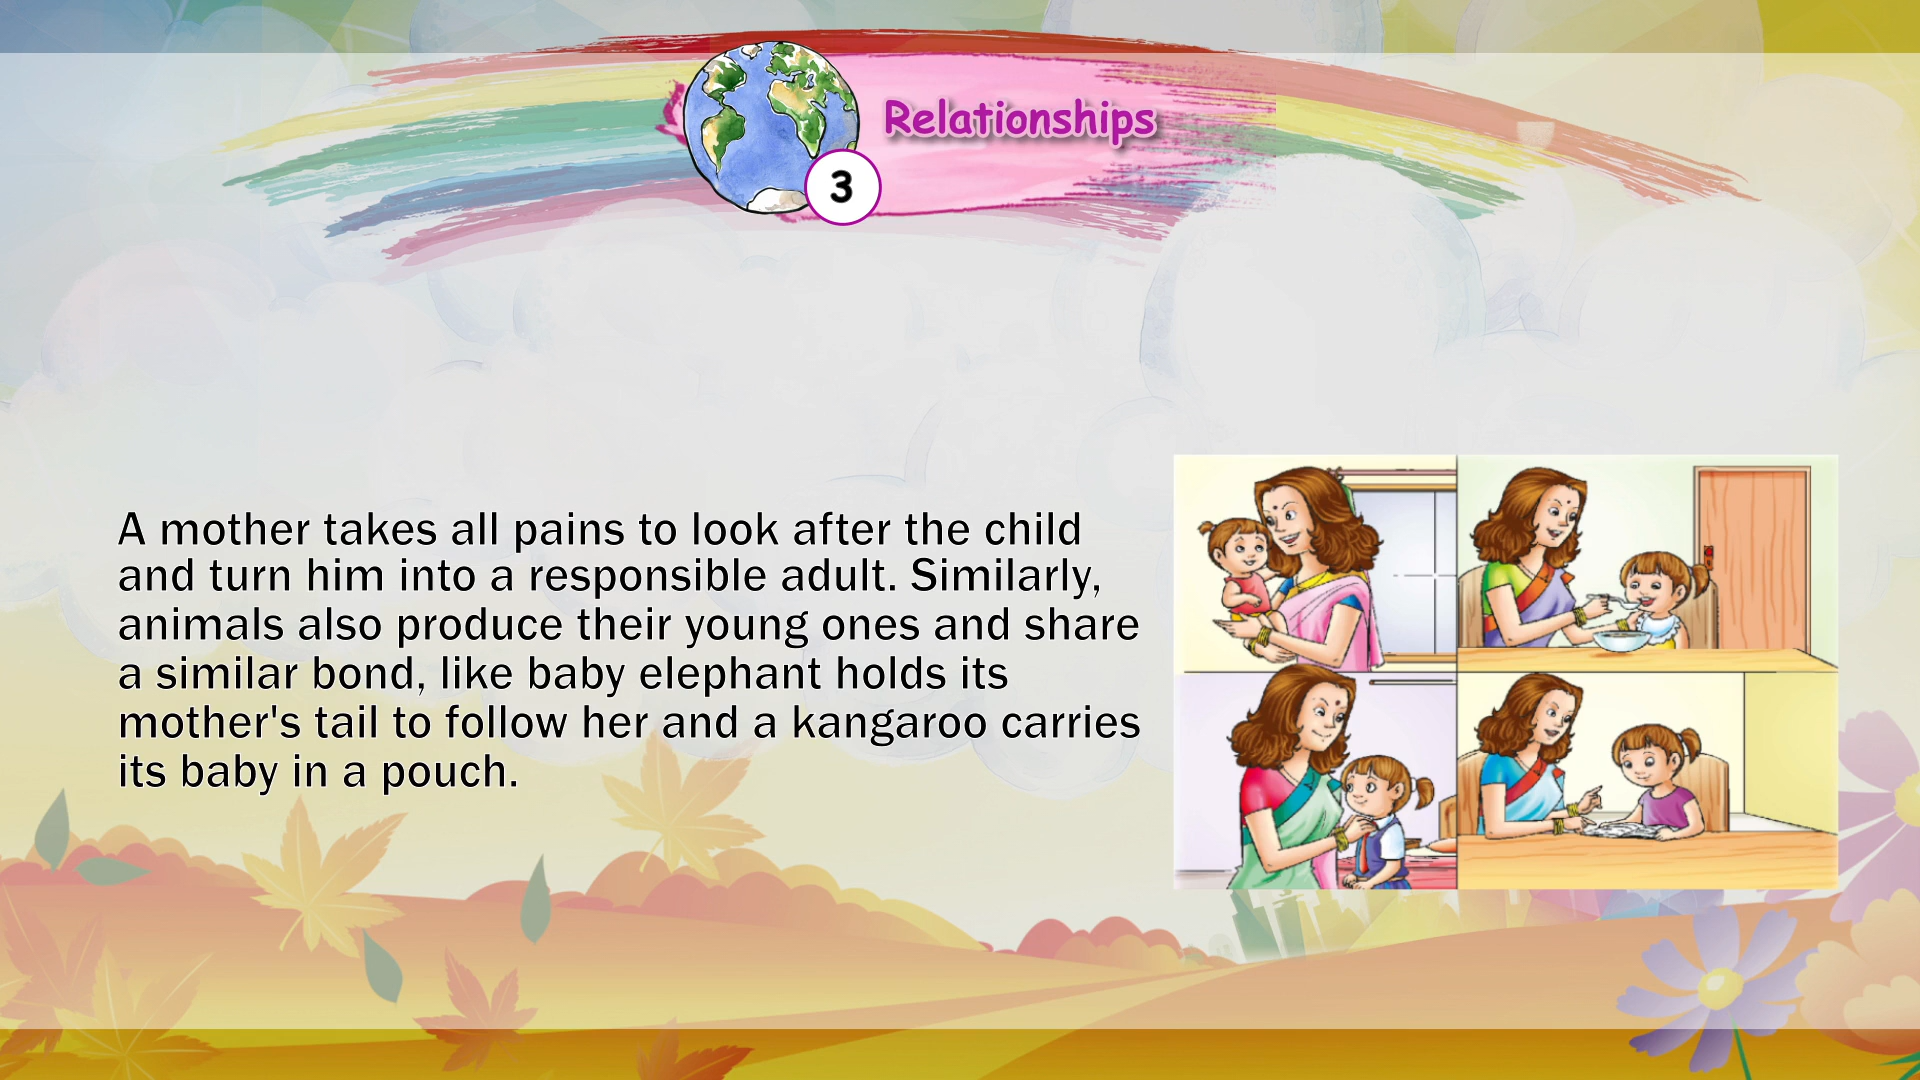 Relationships
3
A mother takes all pains to look after the child
and turn him into a responsible adult. Similarly,
animals also produce their young ones and share
a similar bond, like baby elephant holds its
mother's tail to follow her and a kangaroo carries
its baby in a pouch.